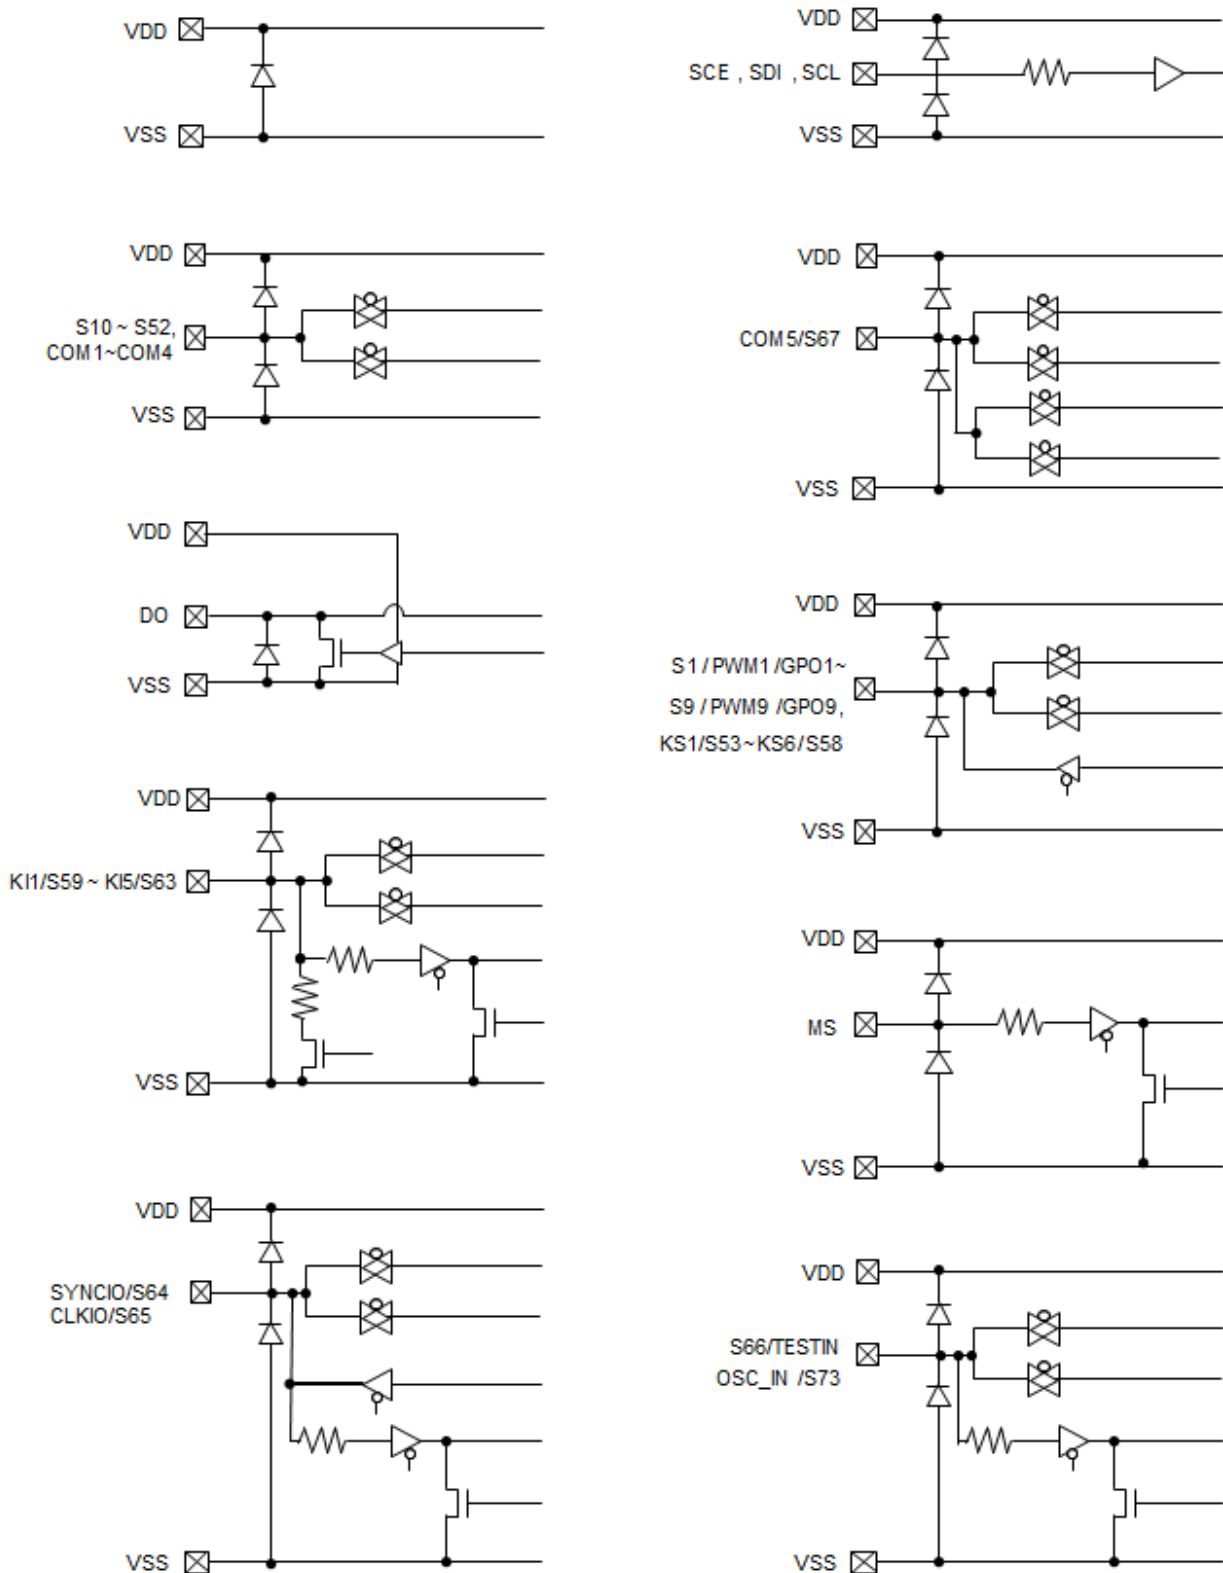 VDD
VSS
VDD
SCE , SDI , SCL
VSS
VDD
S10 ~ S52,
COM1~COM4
VSS
VDD
COM5/S67
VSS
VDD
DO
VSS
VDD
S1 / PWM1 /GPO1~
S9 / PWM9 /GPO9,
KS1/S53~KS6/S58
VSS
VDD
KI1/S59 ~ KI5/S63
VSS
VDD
MS
VSS
VDD
SYNCIO/S64
CLKIO/S65
VSS
VDD
S66/TESTIN
OSC_IN /S73
VSS